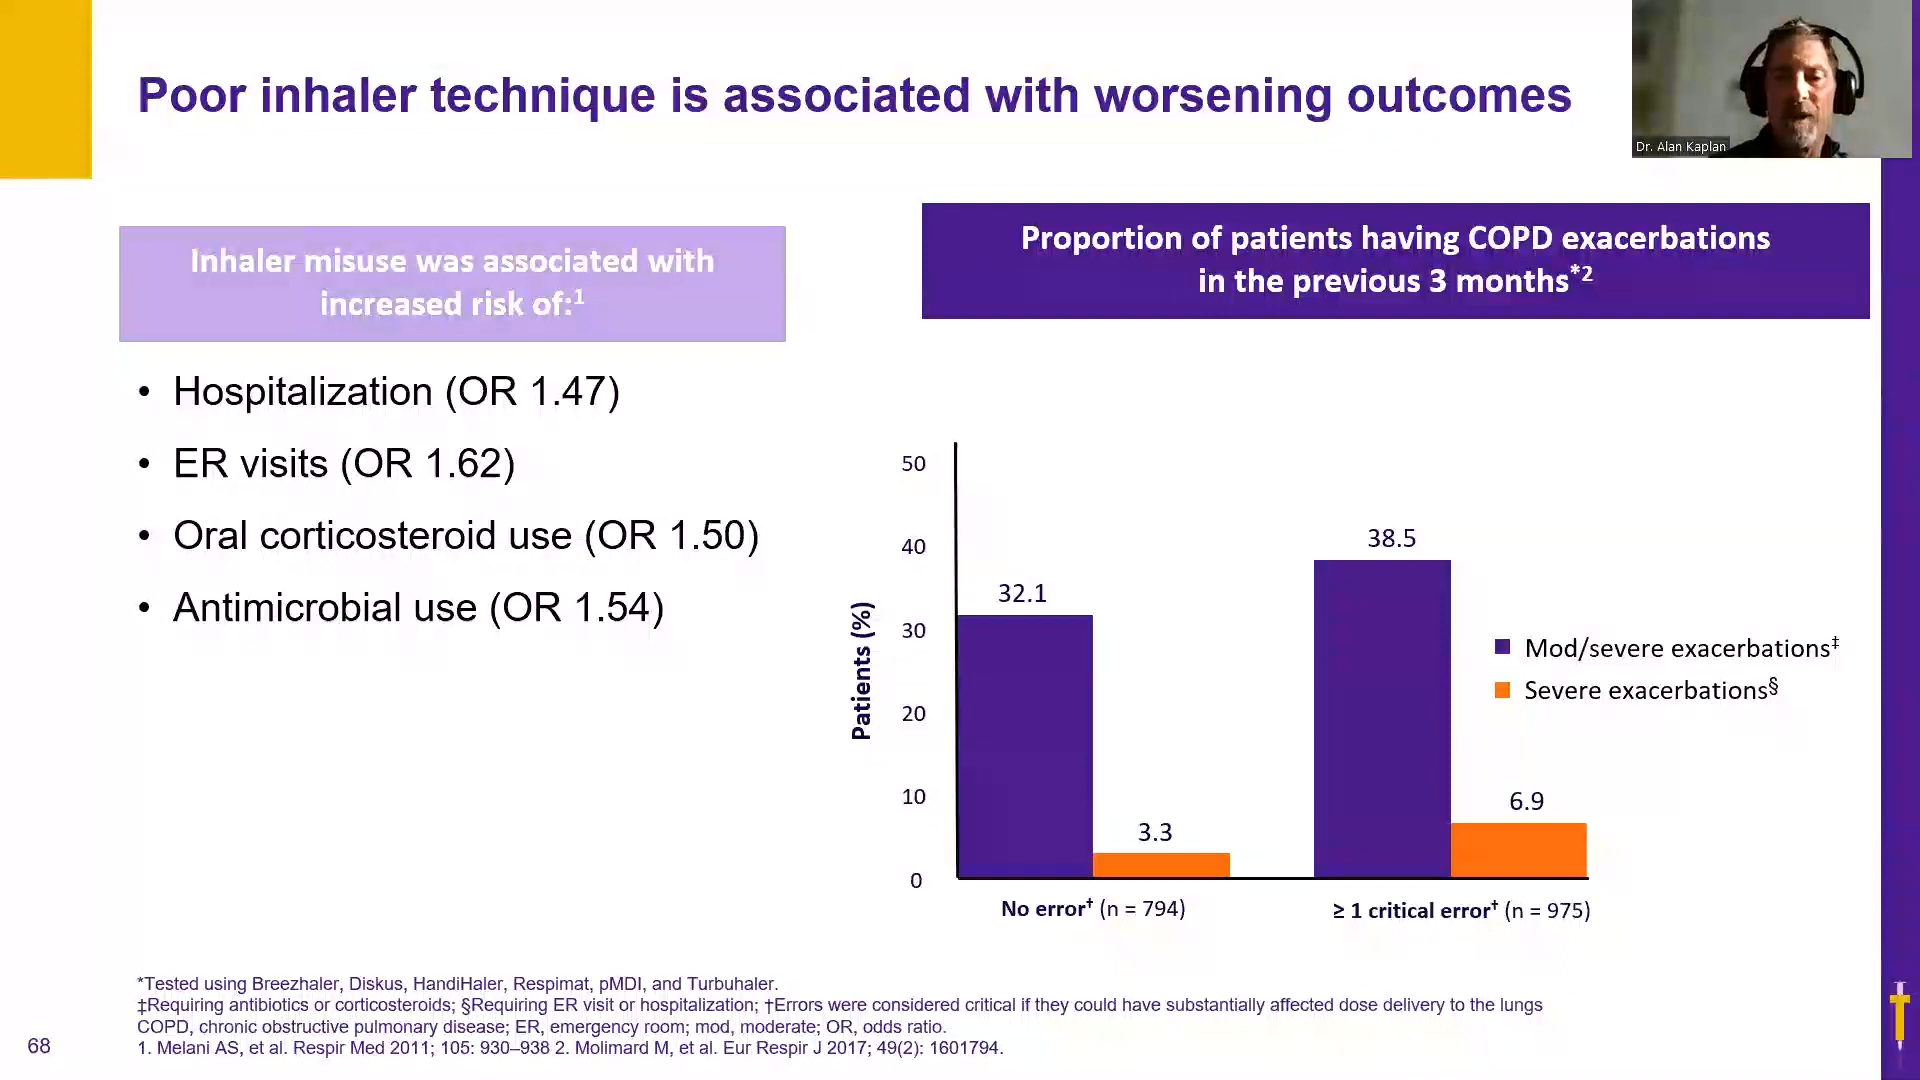 Poor inhaler technique is associated with worsening outcomes
Dr. Alan Kaplan
Inhaler misuse was associated with
increased risk of:1
• Hospitalization (OR 1.47)
• ER visits (OR 1.62)
• Oral corticosteroid use (OR 1.50)
• Antimicrobial use (OR 1.54)
Proportion of patients having COPD exacerbations
in the previous 3 months*2
Patients (%)
50
40
30
20
10
0
32.1
3.3
38.5
6.9
No error† (n = 794)
≥ 1 critical error† (n = 975)
Mod/severe exacerbations‡
Severe exacerbations§
*Tested using Breezhaler, Diskus, HandiHaler, Respimat, pMDI, and Turbuhaler.
‡Requiring antibiotics or corticosteroids; §Requiring ER visit or hospitalization; †Errors were considered critical if they could have substantially affected dose delivery to the lungs
COPD, chronic obstructive pulmonary disease; ER, emergency room; mod, moderate; OR, odds ratio.
1. Melani AS, et al. Respir Med 2011; 105: 930–938 2. Molimard M, et al. Eur Respir J 2017; 49(2): 1601794.
68